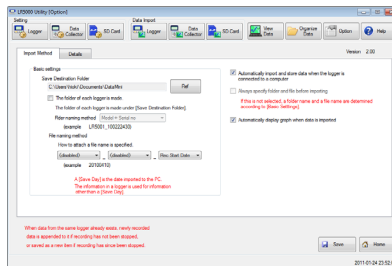 LR5000 Utility [Option]
Setting
Data Import
Logger
Data Collector
SD Card
Logger
Data Collector
SD Card
View Data
Organize Data
Option
Help
Import Method
Details
Version 2.00
Basic settings
Save Destination Folder
Ref
The folder of each logger is made.
The folder of each logger is made under [Save Destination Folder]
Folder naming method
Model + Serial no
(example LR5001_100222430)
File naming method
How to attach a file name is specified.
(disabled)
(disabled)
Rec. Start Date
(example 20100410)
A [Save Day] is the date imported to the PC.
The information in a logger is used for information
other than a [Save Day].
Automatically import and store data when the logger is
connected to a computer
Always specify folder and file before importing
If this is not selected, a folder name and a file name are determined
according to [Basic Settings].
Automatically display graph when data is imported
When data from the same logger already exists, newly recorded
data is appended to it if recording has not been stopped,
or saved as a new item if recording has since been stopped.
Save
Home
2011-01-24 23:52